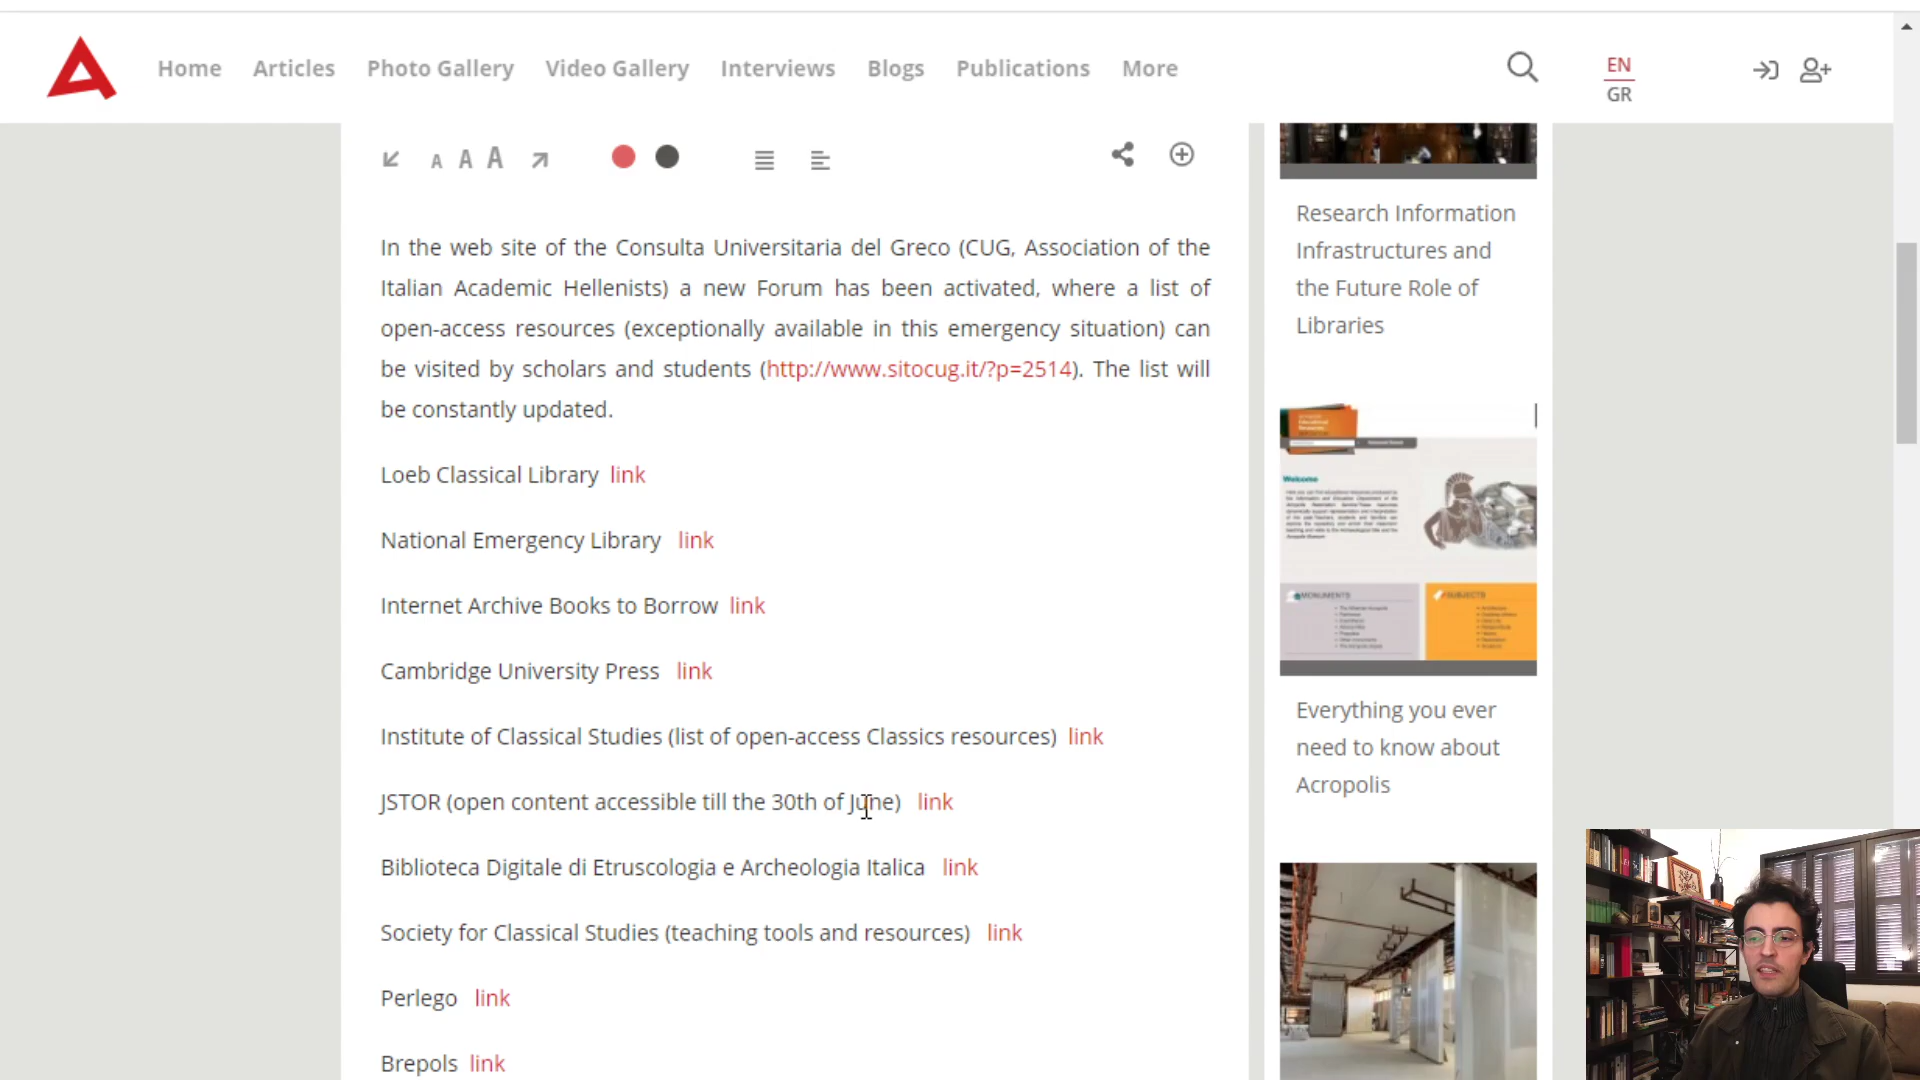 Home Articles Photo Gallery Video Gallery Interviews Blogs Publications More EN
GR
A A A
In the web site of the Consulta Universitaria del Greco (CUG, Association of the
Italian Academic Hellenists) a new Forum has been activated, where a list of
open-access resources (exceptionally available in this emergency situation) can
be visited by scholars and students (http://www.sitocug.it/?p=2514). The list will
be constantly updated.
Loeb Classical Library link
National Emergency Library link
Internet Archive Books to Borrow link
Cambridge University Press link
Institute of Classical Studies (list of open-access Classics resources) link
JSTOR (open content accessible till the 30th of June) link
Biblioteca Digitale di Etruscologia e Archeologia Italica link
Society for Classical Studies (teaching tools and resources) link
Perlego link
Brepols link
Research Information
Infrastructures and
the Future Role of
Libraries
Welcome
MONUMENTS
SUBJECTS
Everything you ever
need to know about
Acropolis